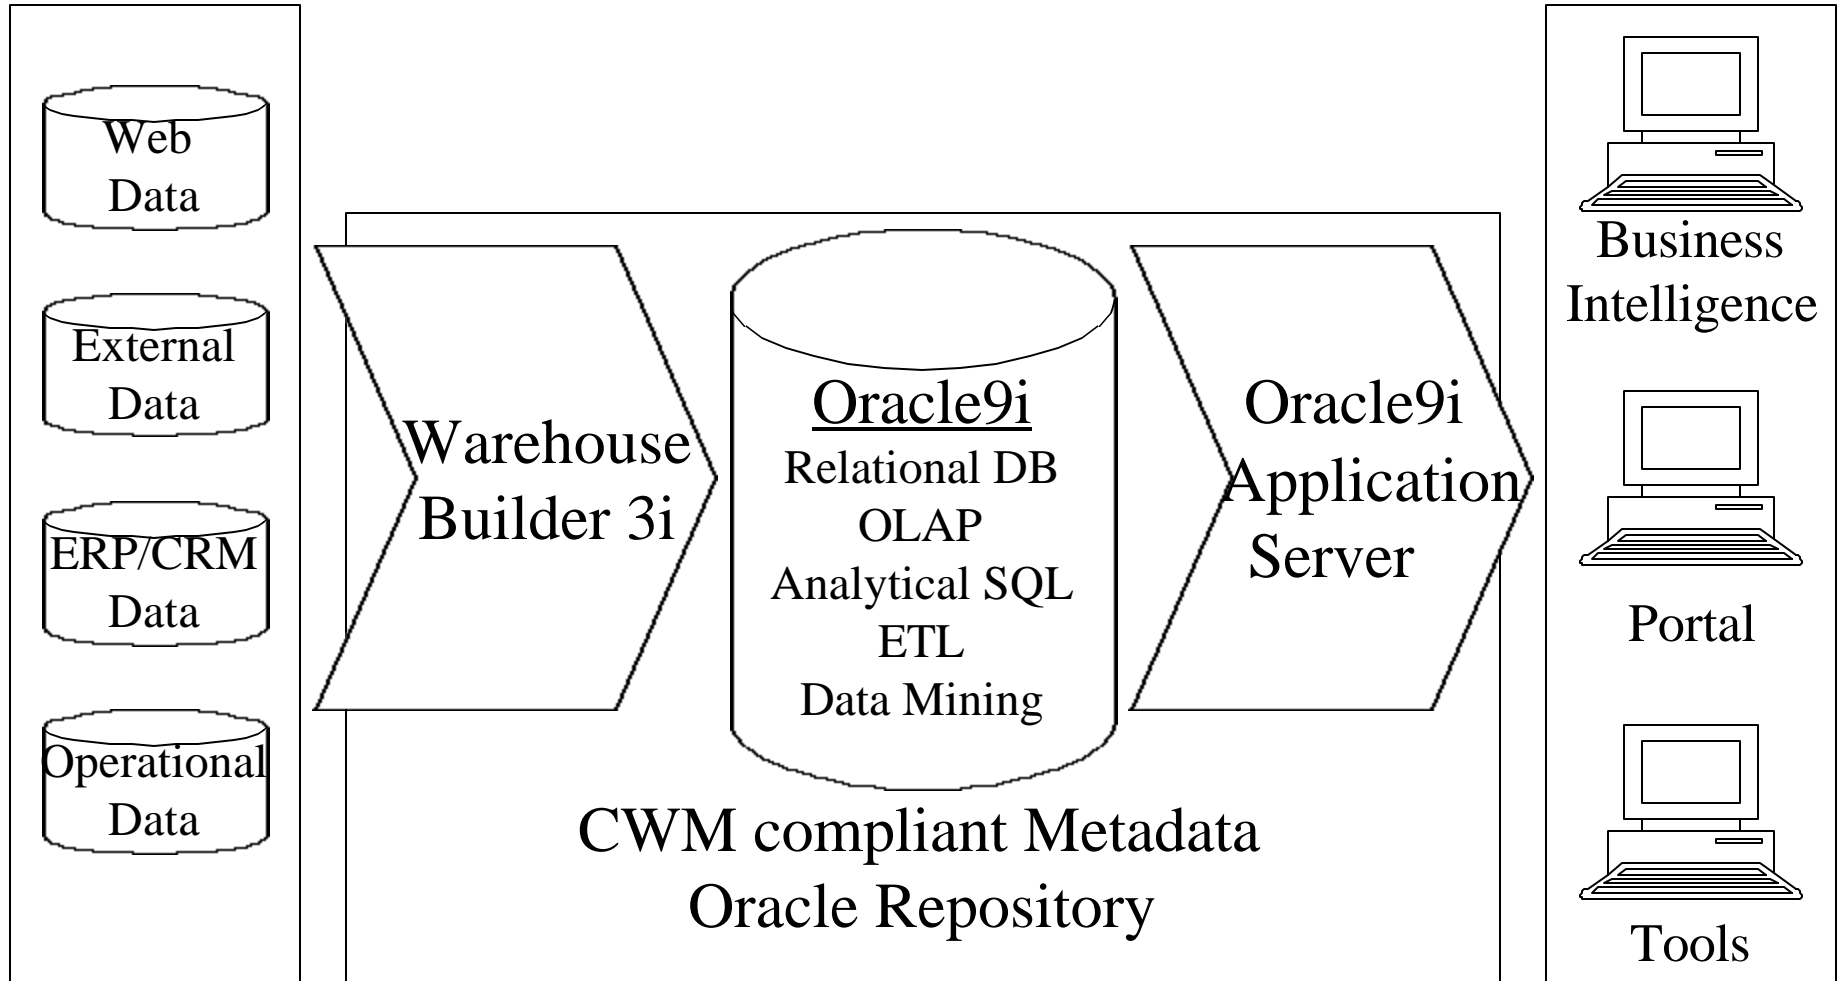 Web
Data
External
Data
ERP/CRM
Data
Operational
Data
Warehouse
Builder 3i
Oracle9i
Relational DB
OLAP
Analytical SQL
ETL
Data Mining
Oracle9i
Application
Server
CWM compliant Metadata
Oracle Repository
Business
Intelligence
Portal
Tools